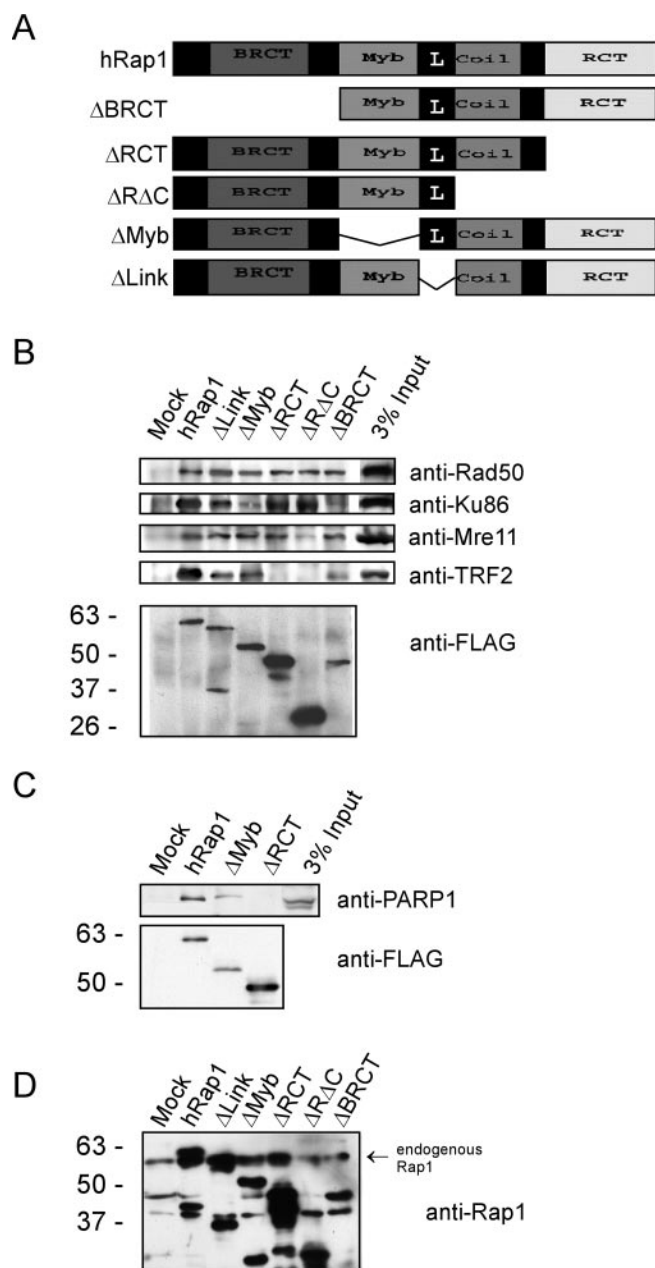 A
hRap1 BRCT Myb L Coil RCT
ΔBRCT Myb L Coil RCT
ΔRCT BRCT Myb L Coil
ΔRΔC BRCT Myb L
ΔMyb BRCT L Coil RCT
ΔLink BRCT Myb Coil RCT
B
Mock hRap1 ΔLink ΔMyb ΔRCT ΔRΔC ΔBRCT 3% Input
anti-Rad50
anti-Ku86
anti-Mre11
anti-TRF2
63 -
50 -
37 -
26 -
anti-FLAG
C
Mock hRap1 ΔMyb ΔRCT 3% Input
anti-PARP1
63 -
50 -
anti-FLAG
D
Mock hRap1 ΔLink ΔMyb ΔRCT ΔRΔC ΔBRCT
63 -
50 -
37 -
← endogenous
Rap1
anti-Rap1